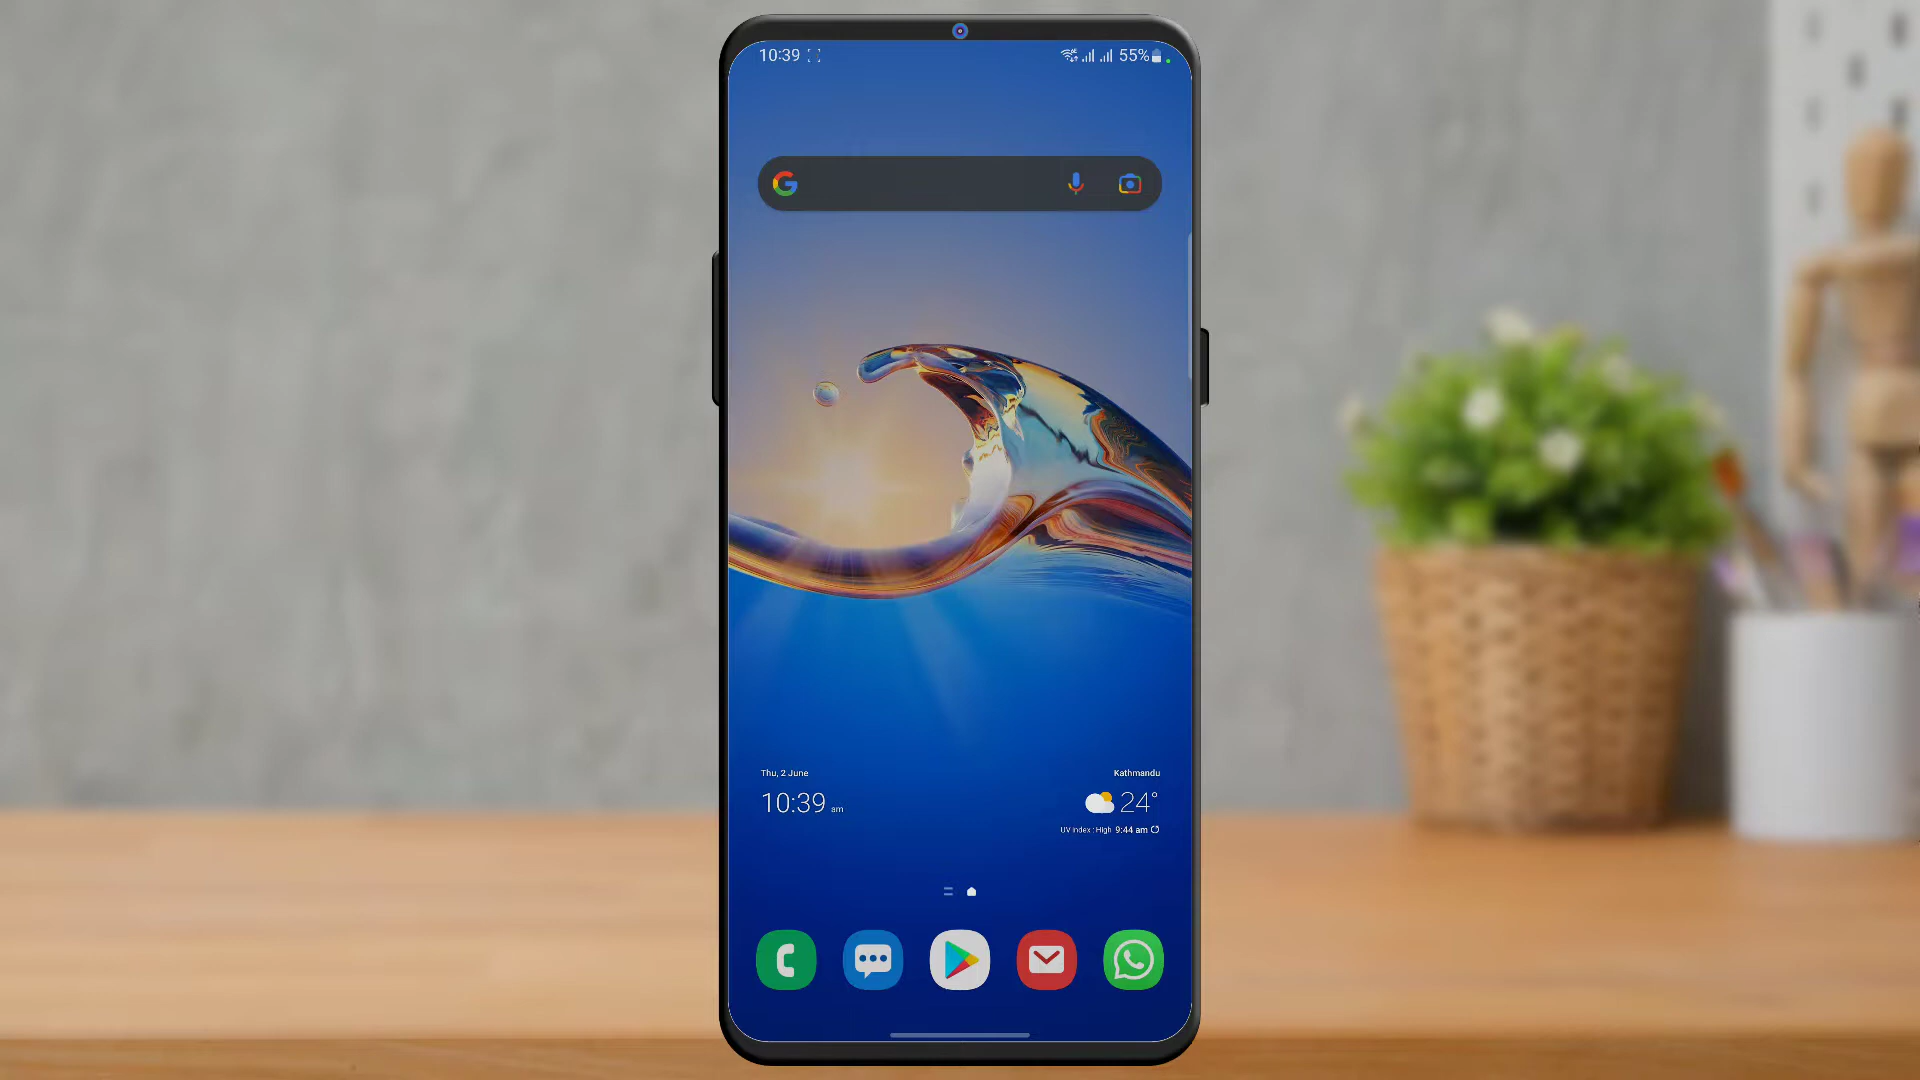 10:39
55%
Thu, 2 June
10:39 am
Kathmandu
24°
UV index : High 9:44 am